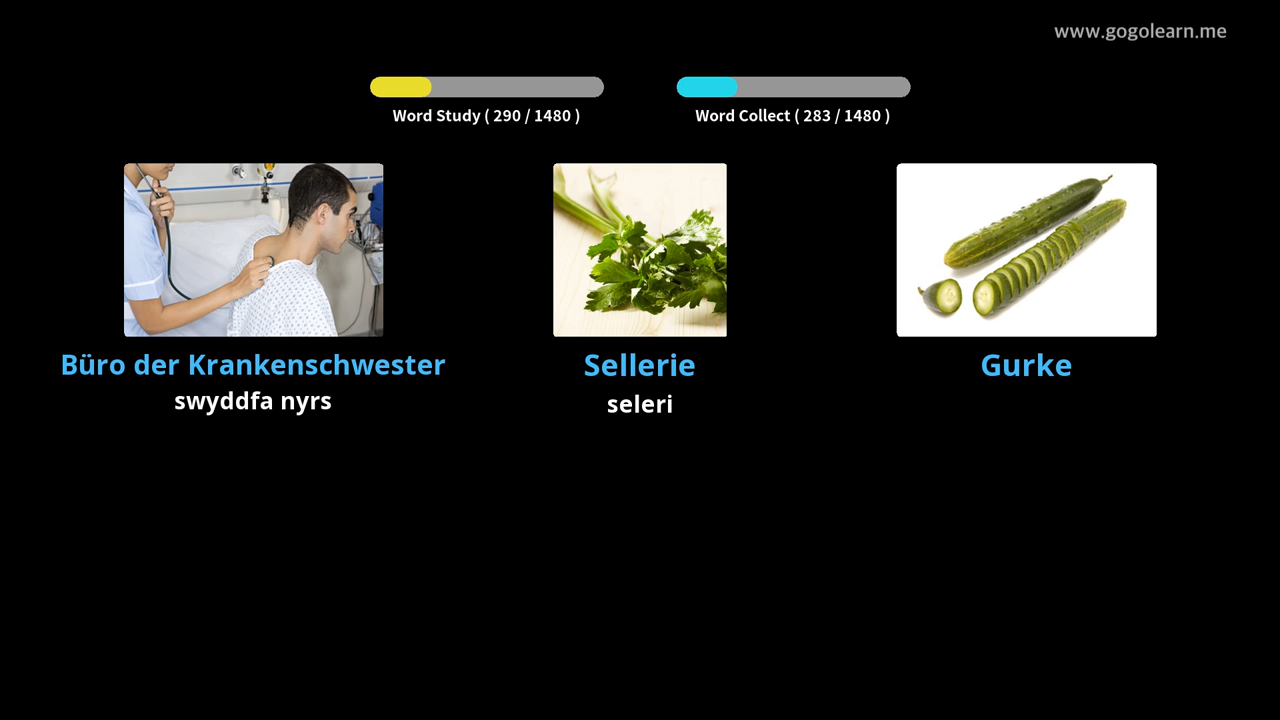 www.gogolearn.me
Word Study ( 290 / 1480 )
Word Collect ( 283 / 1480 )
Büro der Krankenschwester
swyddfa nyrs
Sellerie
seleri
Gurke